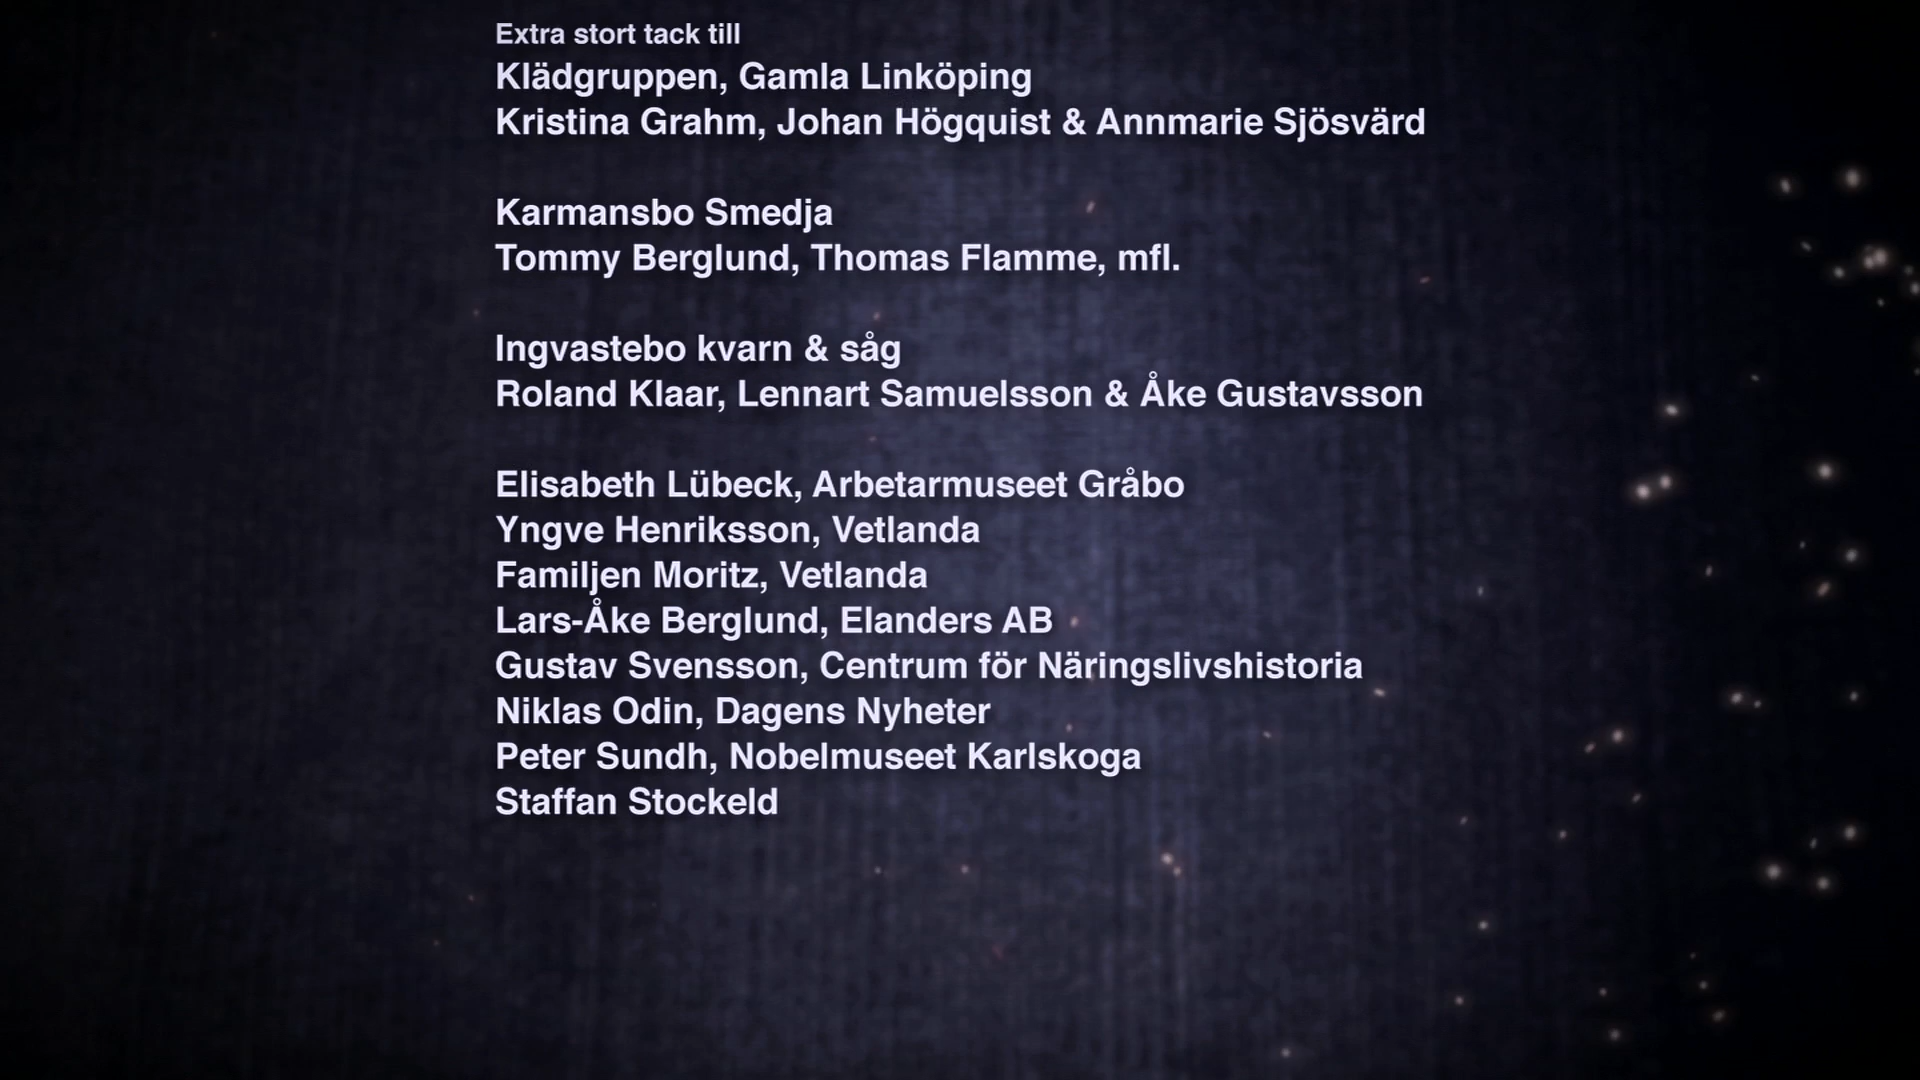 Extra stort tack till
Klädgruppen, Gamla Linköping
Kristina Grahm, Johan Högquist & Annmarie Sjösvärd
Karmansbo Smedja
Tommy Berglund, Thomas Flamme, mfl.
Ingvastebo kvarn & såg
Roland Klaar, Lennart Samuelsson & Åke Gustavsson
Elisabeth Lübeck, Arbetarmuseet Gråbo
Yngve Henriksson, Vetlanda
Familjen Moritz, Vetlanda
Lars-Åke Berglund, Elanders AB
Gustav Svensson, Centrum för Näringslivshistoria
Niklas Odin, Dagens Nyheter
Peter Sundh, Nobelmuseet Karlskoga
Staffan Stockeld